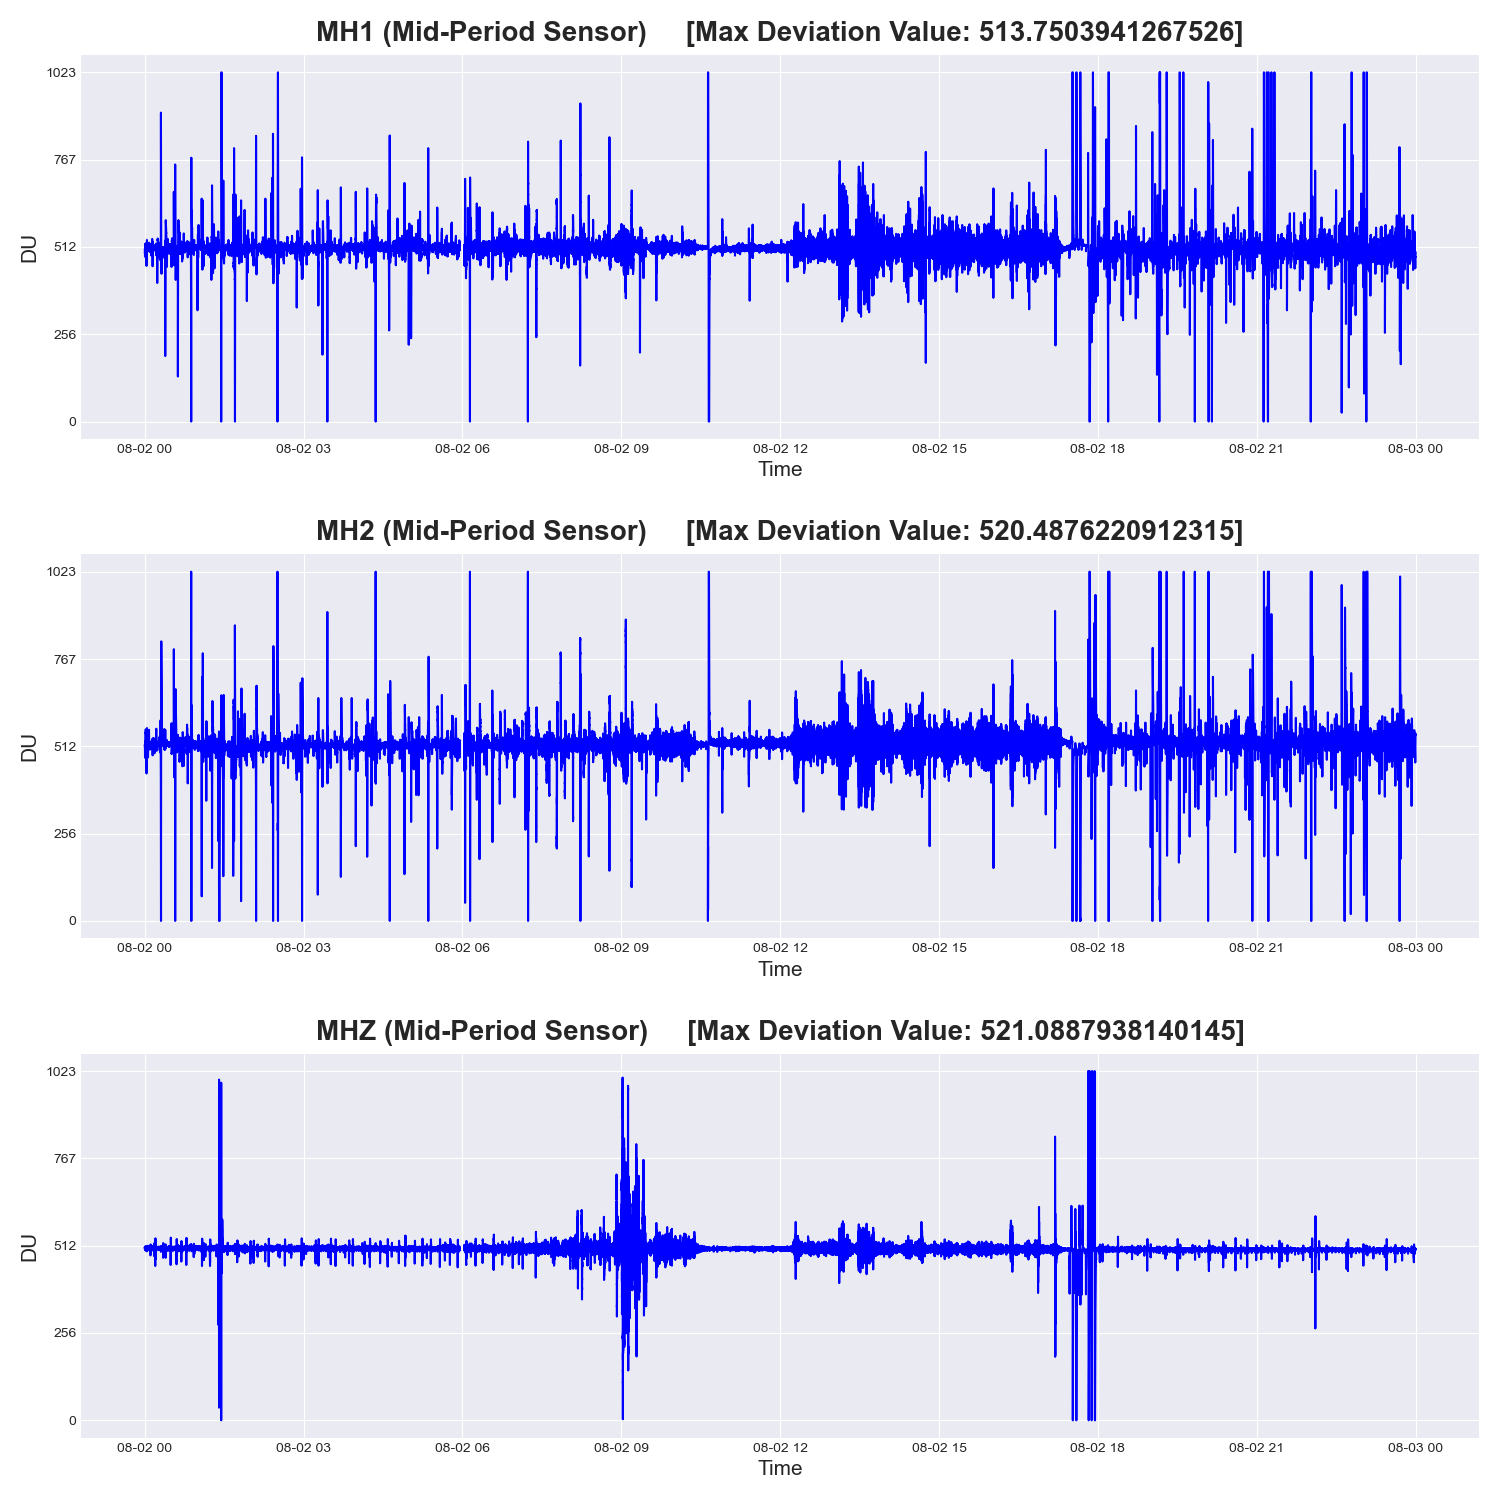 MH1 (Mid-Period Sensor) [Max Deviation Value: 513.7503941267526]
1023
767
512
256
0
DU
08-02 00 08-02 03 08-02 06 08-02 09 08-02 12 08-02 15 08-02 18 08-02 21 08-03 00
Time
MH2 (Mid-Period Sensor) [Max Deviation Value: 520.4876220912315]
1023
767
512
256
0
DU
08-02 00 08-02 03 08-02 06 08-02 09 08-02 12 08-02 15 08-02 18 08-02 21 08-03 00
Time
MHZ (Mid-Period Sensor) [Max Deviation Value: 521.0887938140145]
1023
767
512
256
0
DU
08-02 00 08-02 03 08-02 06 08-02 09 08-02 12 08-02 15 08-02 18 08-02 21 08-03 00
Time